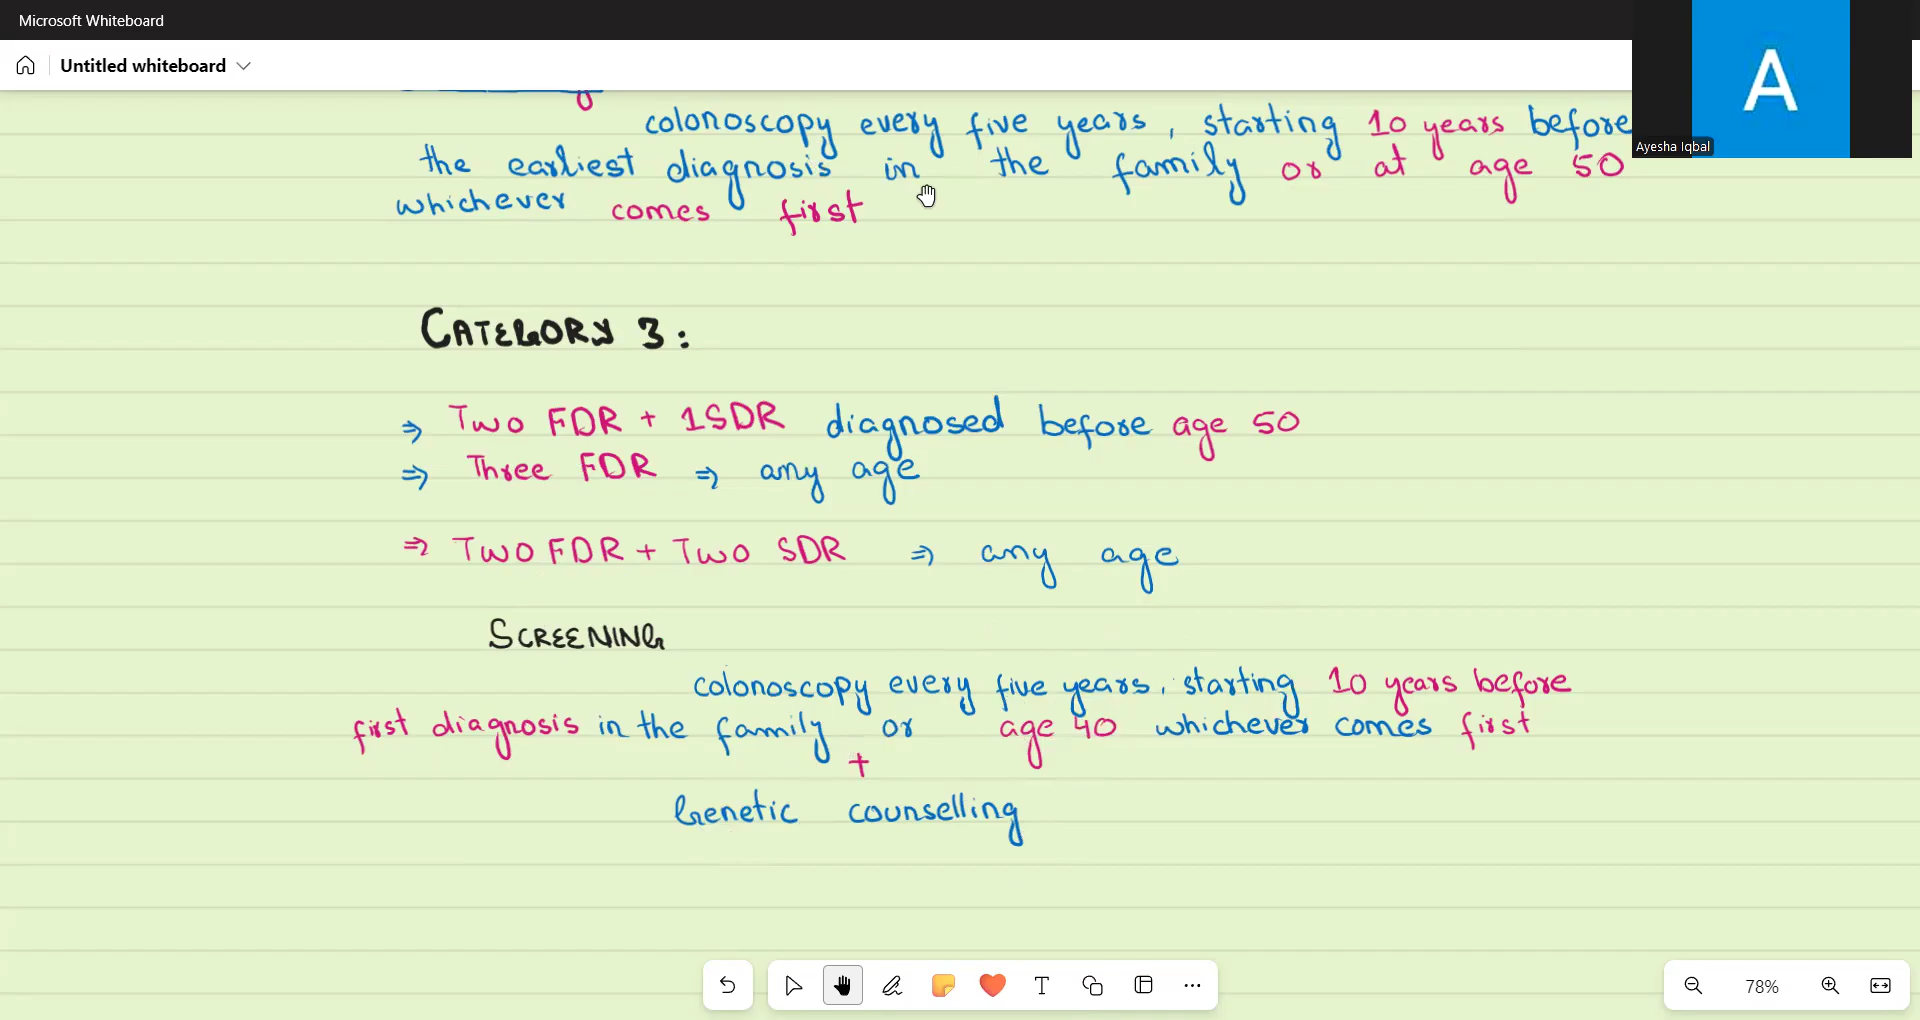 Microsoft Whiteboard
Untitled whiteboard
A
Ayesha Iqbal
colonoscopy every five years, starting 10 years before
the earliest diagnosis in the family or at age 50
whichever comes first
CATEGORY 3:
⇒ Two FDR + 1SDR diagnosed before age 50
⇒ Three FDR ⇒ any age
⇒ TWO FDR + Two SDR ⇒ any age
SCREENING
colonoscopy every five years, starting 10 years before
first diagnosis in the family or age 40 whichever comes first
+
Genetic counselling
78%